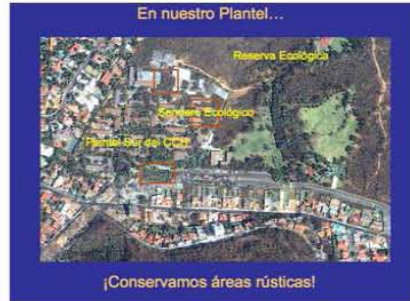 En nuestro Plantel...
Reserva Ecológica
Sendero Ecológico
Plantel Sur del CCH
¡Conservamos áreas rústicas!